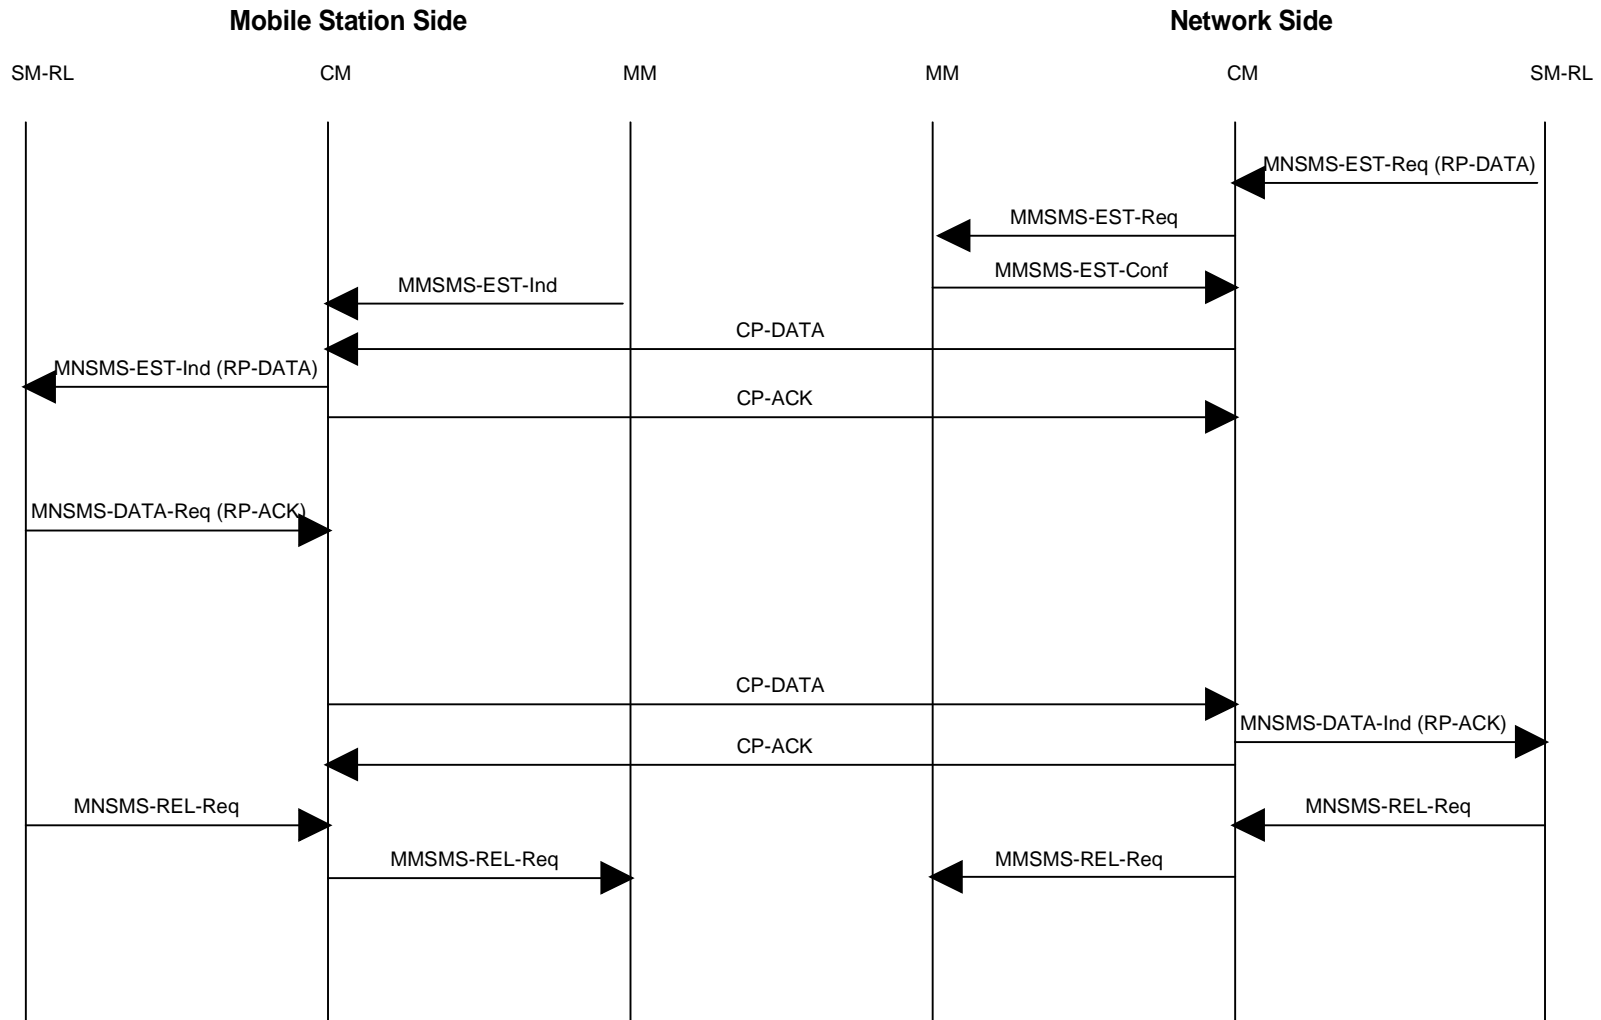 Mobile Station Side
Network Side
SM-RL
CM
MM
MM
CM
SM-RL
MNSMS-EST-Req (RP-DATA)
MMSMS-EST-Req
MMSMS-EST-Conf
MMSMS-EST-Ind
CP-DATA
MNSMS-EST-Ind (RP-DATA)
CP-ACK
MNSMS-DATA-Req (RP-ACK)
CP-DATA
MNSMS-DATA-Ind (RP-ACK)
CP-ACK
MNSMS-REL-Req
MNSMS-REL-Req
MMSMS-REL-Req
MMSMS-REL-Req